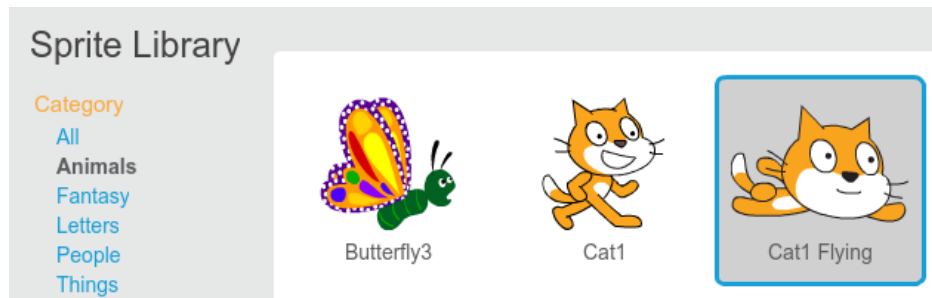 Sprite Library
Category
All
Animals
Fantasy
Letters
People
Things
Butterfly3
Cat1
Cat1 Flying